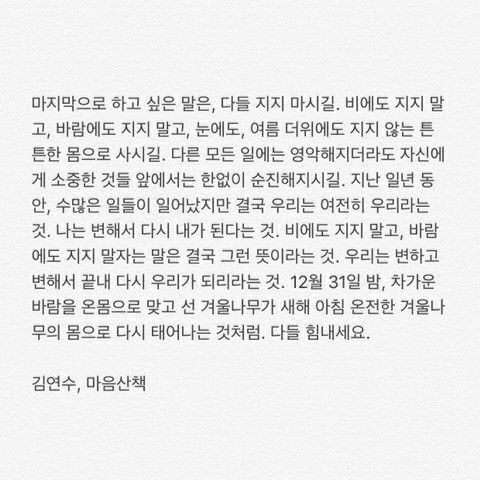 마지막으로 하고 싶은 말은, 다들 지지 마시길. 비에도 지지 말
고, 바람에도 지지 말고, 눈에도, 여름 더위에도 지지 않는 튼
튼한 몸으로 사시길. 다른 모든 일에는 영악해지더라도 자신에
게 소중한 것들 앞에서는 한없이 순진해지시길. 지난 일년 동
안, 수많은 일들이 일어났지만 결국 우리는 여전히 우리라는
것. 나는 변해서 다시 내가 된다는 것. 비에도 지지 말고, 바람
에도 지지 말자는 말은 결국 그런 뜻이라는 것. 우리는 변하고
변해서 끝내 다시 우리가 되리라는 것. 12월 31일 밤, 차가운
바람을 온몸으로 맞고 선 겨울나무가 새해 아침 온전한 겨울나
무의 몸으로 다시 태어나는 것처럼. 다들 힘내세요.
김연수, 마음산책